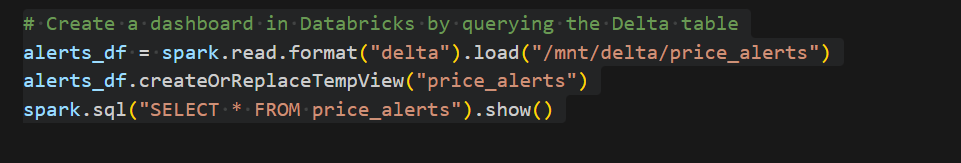 # Create a dashboard in Databricks by querying the Delta table
alerts_df = spark.read.format("delta").load("/mnt/delta/price_alerts")
alerts_df.createOrReplaceTempView("price_alerts")
spark.sql("SELECT * FROM price_alerts").show()